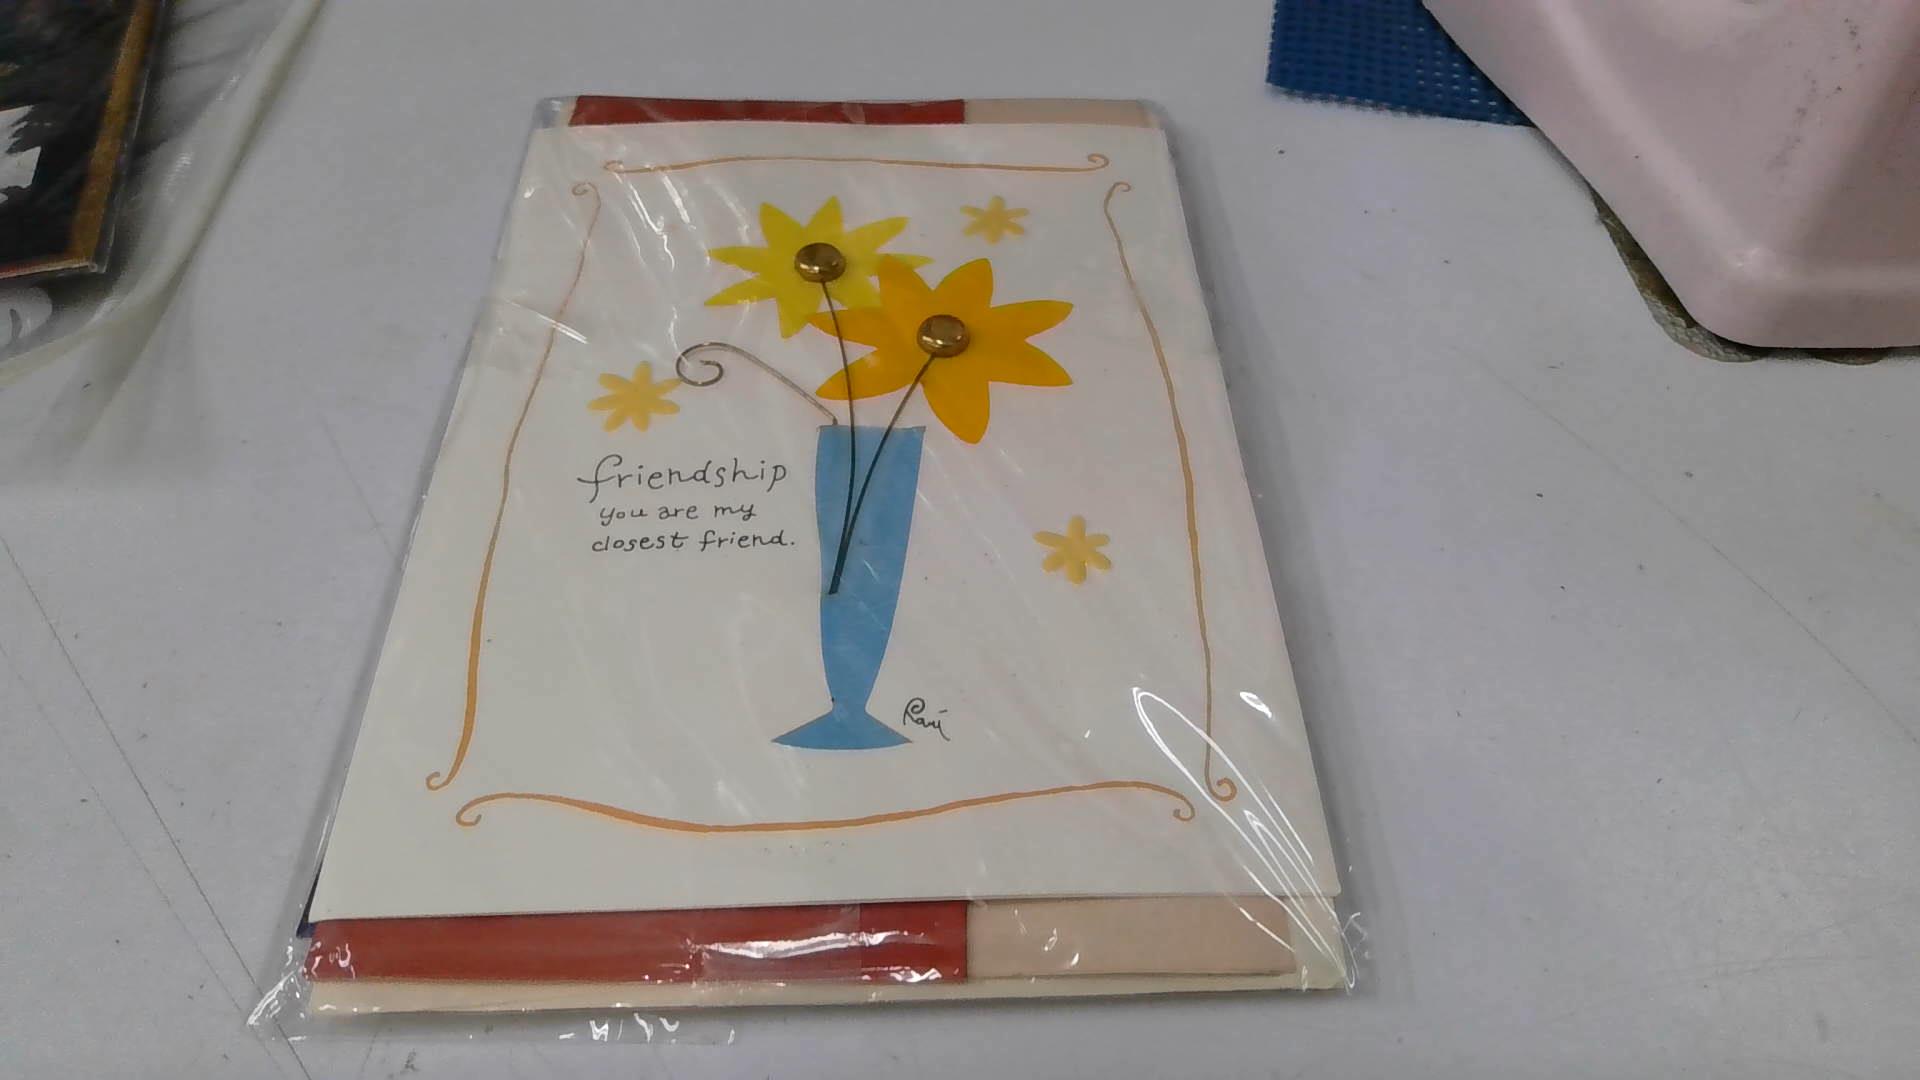 friendship
you are my
closest friend.